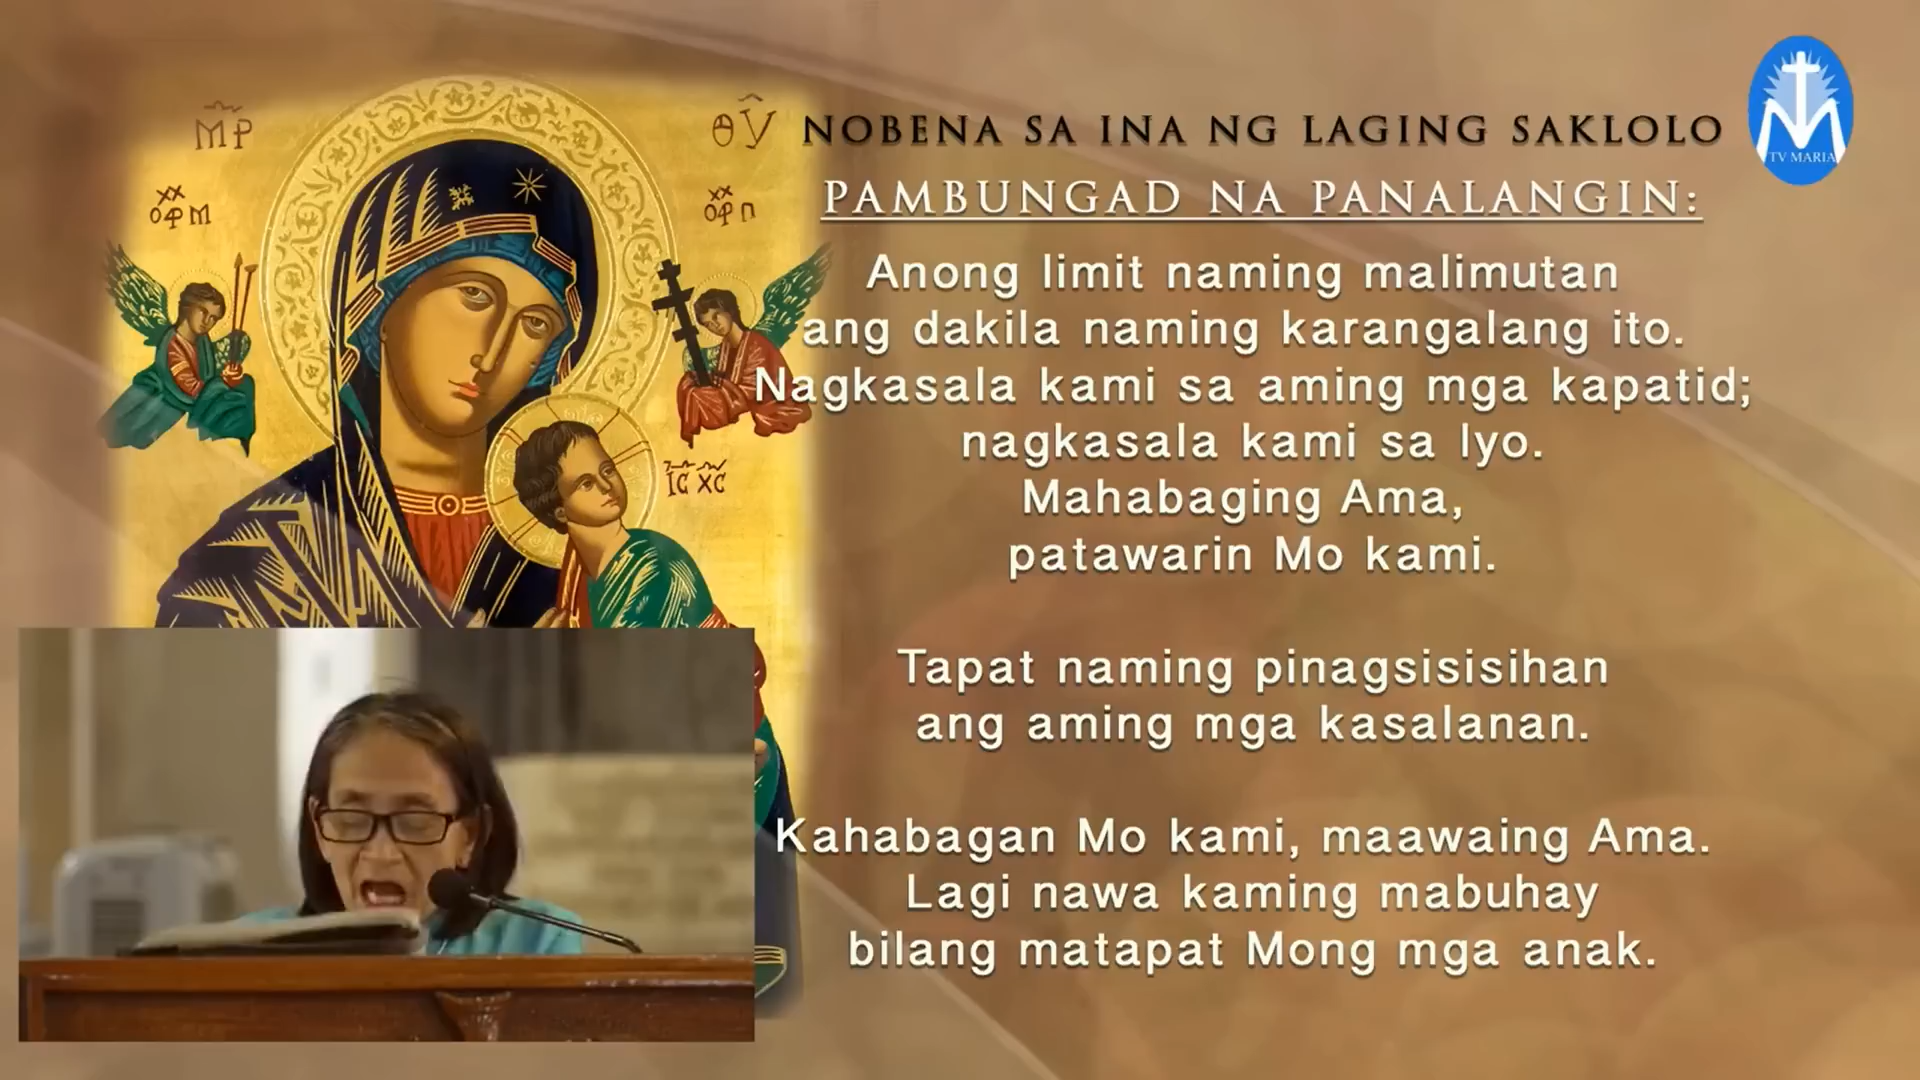 NOBENA SA INA NG LAGING SAKLOLO
PAMBUNGAD NA PANALANGIN:
Anong limit naming malimutan
ang dakila naming karangalang ito.
Nagkasala kami sa aming mga kapatid;
nagkasala kami sa Iyo.
Mahabaging Ama,
patawarin Mo kami.
Tapat naming pinagsisisihan
ang aming mga kasalanan.
Kahabagan Mo kami, maawaing Ama.
Lagi nawa kaming mabuhay
bilang matapat Mong mga anak.
TV MARIA
ΜΡ
ΘΥ
ΟΦΜ
ΟΦΠ
ΙC ΧC